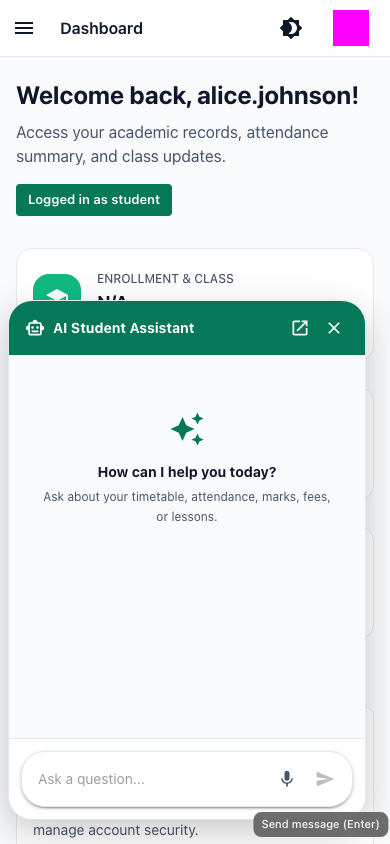 Dashboard
Welcome back, alice.johnson!
Access your academic records, attendance
summary, and class updates.
Logged in as student
ENROLLMENT & CLASS
AI Student Assistant
How can I help you today?
Ask about your timetable, attendance, marks, fees,
or lessons.
Ask a question...
Send message (Enter)
manage account security.